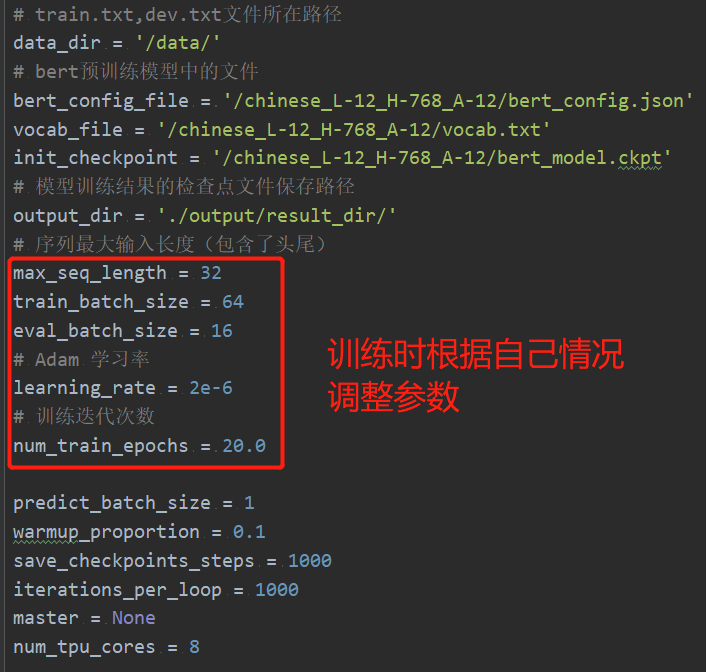 # train.txt,dev.txt文件所在路径
data_dir = '/data/'
# bert预训练模型中的文件
bert_config_file = '/chinese_L-12_H-768_A-12/bert_config.json'
vocab_file = '/chinese_L-12_H-768_A-12/vocab.txt'
init_checkpoint = '/chinese_L-12_H-768_A-12/bert_model.ckpt'
# 模型训练结果的检查点文件保存路径
output_dir = './output/result_dir/'
# 序列最大输入长度（包含了头尾）
max_seq_length = 32
train_batch_size = 64
eval_batch_size = 16
# Adam 学习率
learning_rate = 2e-6
# 训练迭代次数
num_train_epochs = 20.0
训练时根据自己情况
调整参数
predict_batch_size = 1
warmup_proportion = 0.1
save_checkpoints_steps = 1000
iterations_per_loop = 1000
master = None
num_tpu_cores = 8